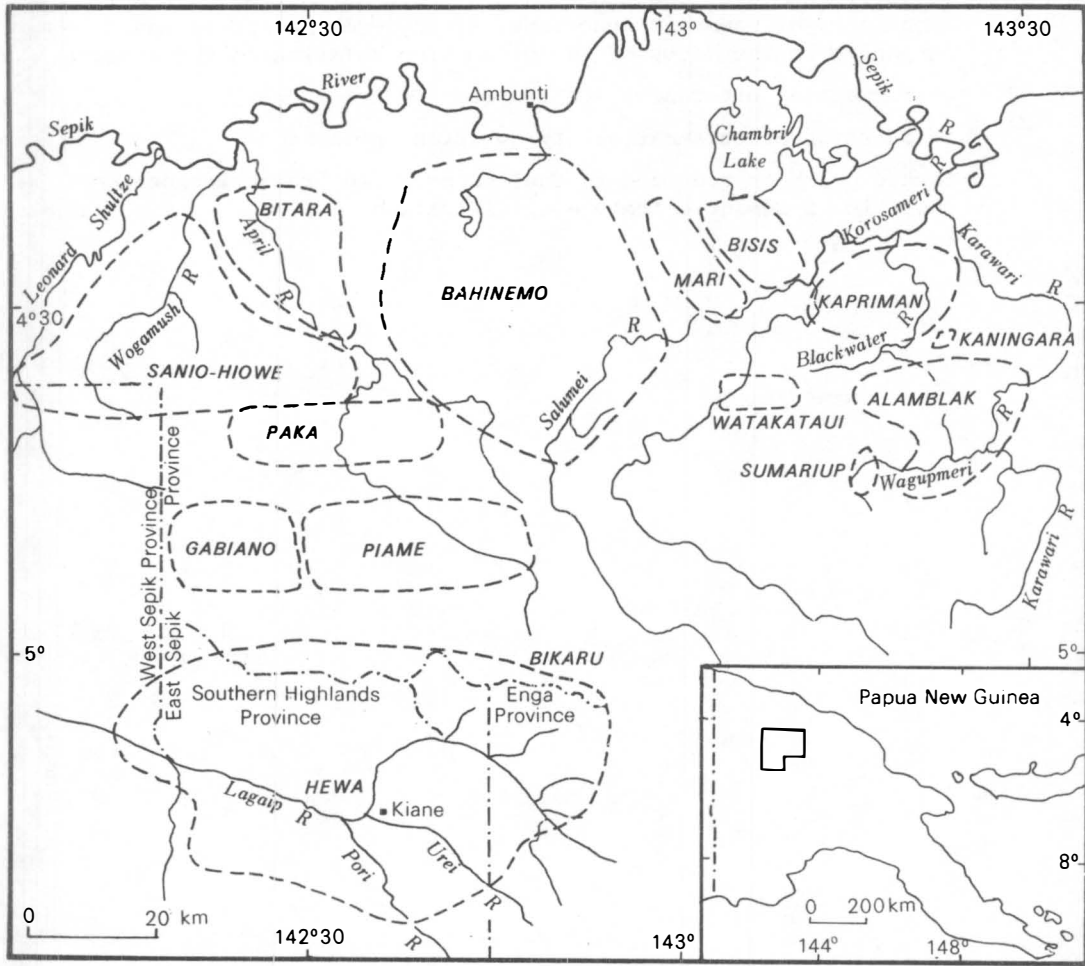 142°30
143°
143°30
River
Ambunti
Sepik
Sepik
R
Chambri
Lake
R
Shultze
Leonard
BITARA
April
R
Korosameri
BISIS
Karawari
R
MARI
BAHINEMO
KAPRIMAN
R
R
4°30
Wogamush
R
R
Blackwater
KANINGARA
SANIO-HIOWE
Salumei
ALAMBLAK
R
WATAKATAUI
PAKA
SUMARIUP
Wagupmeri
R
Karawari
West Sepik Province
East Sepik Province
GABIANO
PIAME
5°
5°
BIKARU
Southern Highlands
Province
Enga
Province
Papua New Guinea
4°
HEWA
Lagaip
R
Kiane
Urei
R
Pori
R
8°
0 20 km
0 200 km
144°
148°
142°30
143°